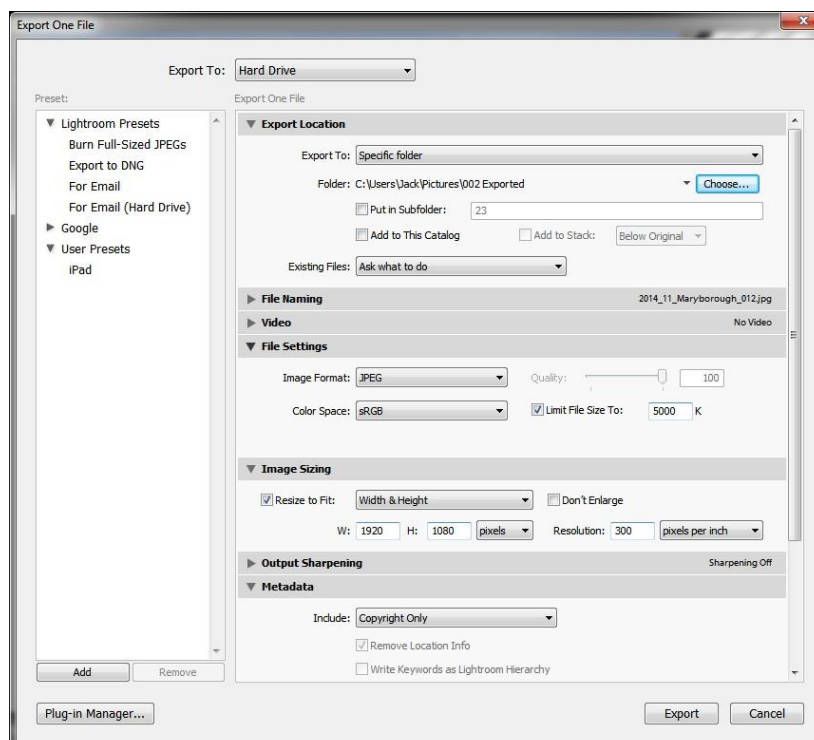 Export One File
Export To: Hard Drive
Preset:
Lightroom Presets
Burn Full-Sized JPEGs
Export to DNG
For Email
For Email (Hard Drive)
Google
User Presets
iPad
Add Remove
Export One File
Export Location
Export To: Specific folder
Folder: C:\Users\Jack\Pictures\002 Exported Choose...
Put in Subfolder: 23
Add to This Catalog Add to Stack: Below Original
Existing Files: Ask what to do
File Naming 2014_11_Maryborough_012.jpg
Video No Video
File Settings
Image Format: JPEG Quality: 100
Color Space: sRGB Limit File Size To: 5000 K
Image Sizing
Resize to Fit: Width & Height Don't Enlarge
W: 1920 H: 1080 pixels Resolution: 300 pixels per inch
Output Sharpening Sharpening Off
Metadata
Include: Copyright Only
Remove Location Info
Write Keywords as Lightroom Hierarchy
Plug-in Manager... Export Cancel